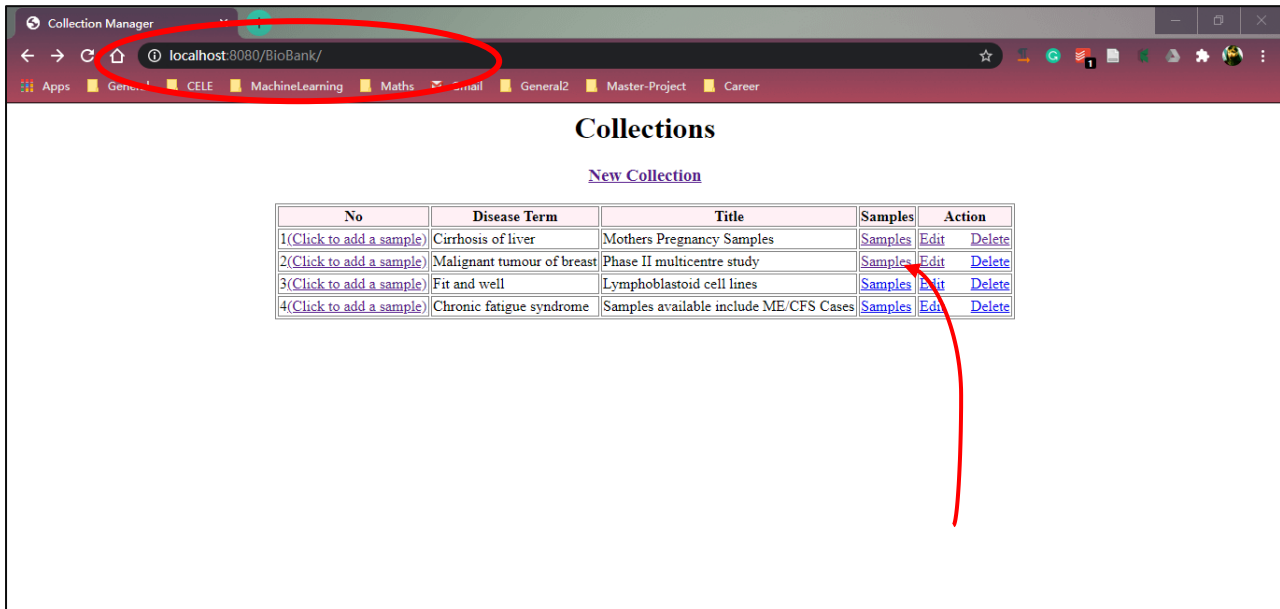 Collection Manager
localhost:8080/BioBank/
1
Apps General CELE MachineLearning Maths Gmail General2 Master-Project Career
Collections
New Collection
No Disease Term Title Samples Action
1(Click to add a sample) Cirrhosis of liver Mothers Pregnancy Samples Samples Edit Delete
2(Click to add a sample) Malignant tumour of breast Phase II multicentre study Samples Edit Delete
3(Click to add a sample) Fit and well Lymphoblastoid cell lines Samples Edit Delete
4(Click to add a sample) Chronic fatigue syndrome Samples available include ME/CFS Cases Samples Edit Delete